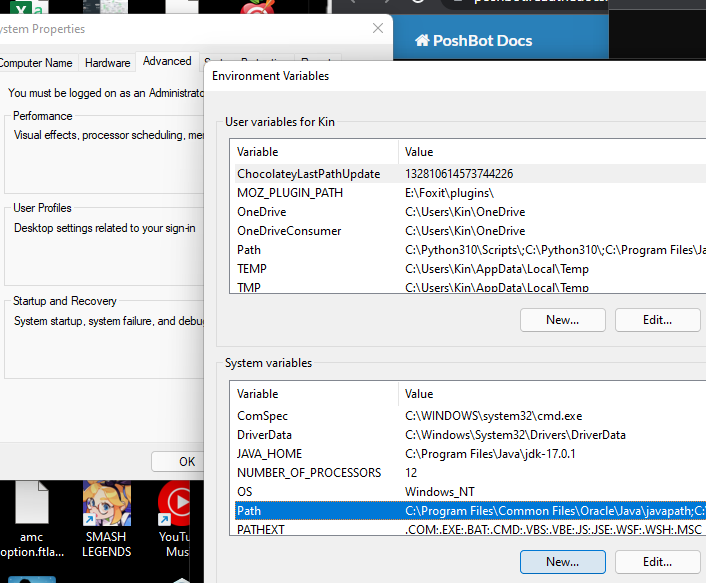 PoshBot Docs
ystem Properties
Computer Name
Hardware
Advanced
You must be logged on as an Administrato
Performance
Visual effects, processor scheduling, me
User Profiles
Desktop settings related to your sign-in
Startup and Recovery
System startup, system failure, and debug
OK
Environment Variables
User variables for Kin
Variable Value
ChocolateyLastPathUpdate 132810614573744226
MOZ_PLUGIN_PATH E:\Foxit\plugins\
OneDrive C:\Users\Kin\OneDrive
OneDriveConsumer C:\Users\Kin\OneDrive
Path C:\Python310\Scripts\;C:\Python310\;C:\Program Files\Ja
TEMP C:\Users\Kin\AppData\Local\Temp
TMP C:\Users\Kin\AppData\Local\Temp
New... Edit...
System variables
Variable Value
ComSpec C:\WINDOWS\system32\cmd.exe
DriverData C:\Windows\System32\Drivers\DriverData
JAVA_HOME C:\Program Files\Java\jdk-17.0.1
NUMBER_OF_PROCESSORS 12
OS Windows_NT
Path C:\Program Files\Common Files\Oracle\Java\javapath;C:
PATHEXT .COM;.EXE;.BAT;.CMD;.VBS;.VBE;.JS;.JSE;.WSF;.WSH;.MSC
New... Edit...
amc
option.ftla...
SMASH
LEGENDS
YouTu
Mus